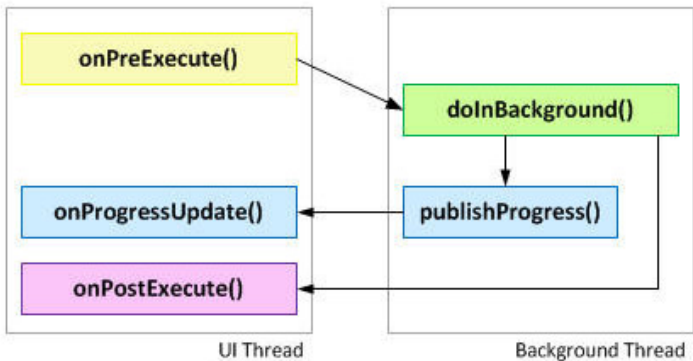 onPreExecute()
doInBackground()
onProgressUpdate()
publishProgress()
onPostExecute()
UI Thread
Background Thread